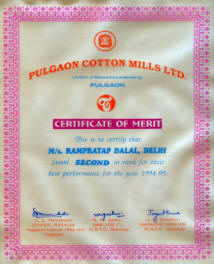 PULGAON COTTON MILLS LTD.
PULGAON
CERTIFICATE OF MERIT
This is to certify that
M/s. RAMPRATAP DALAL, DELHI
Stood SECOND in rank for their
best performance for the year 1994-95.